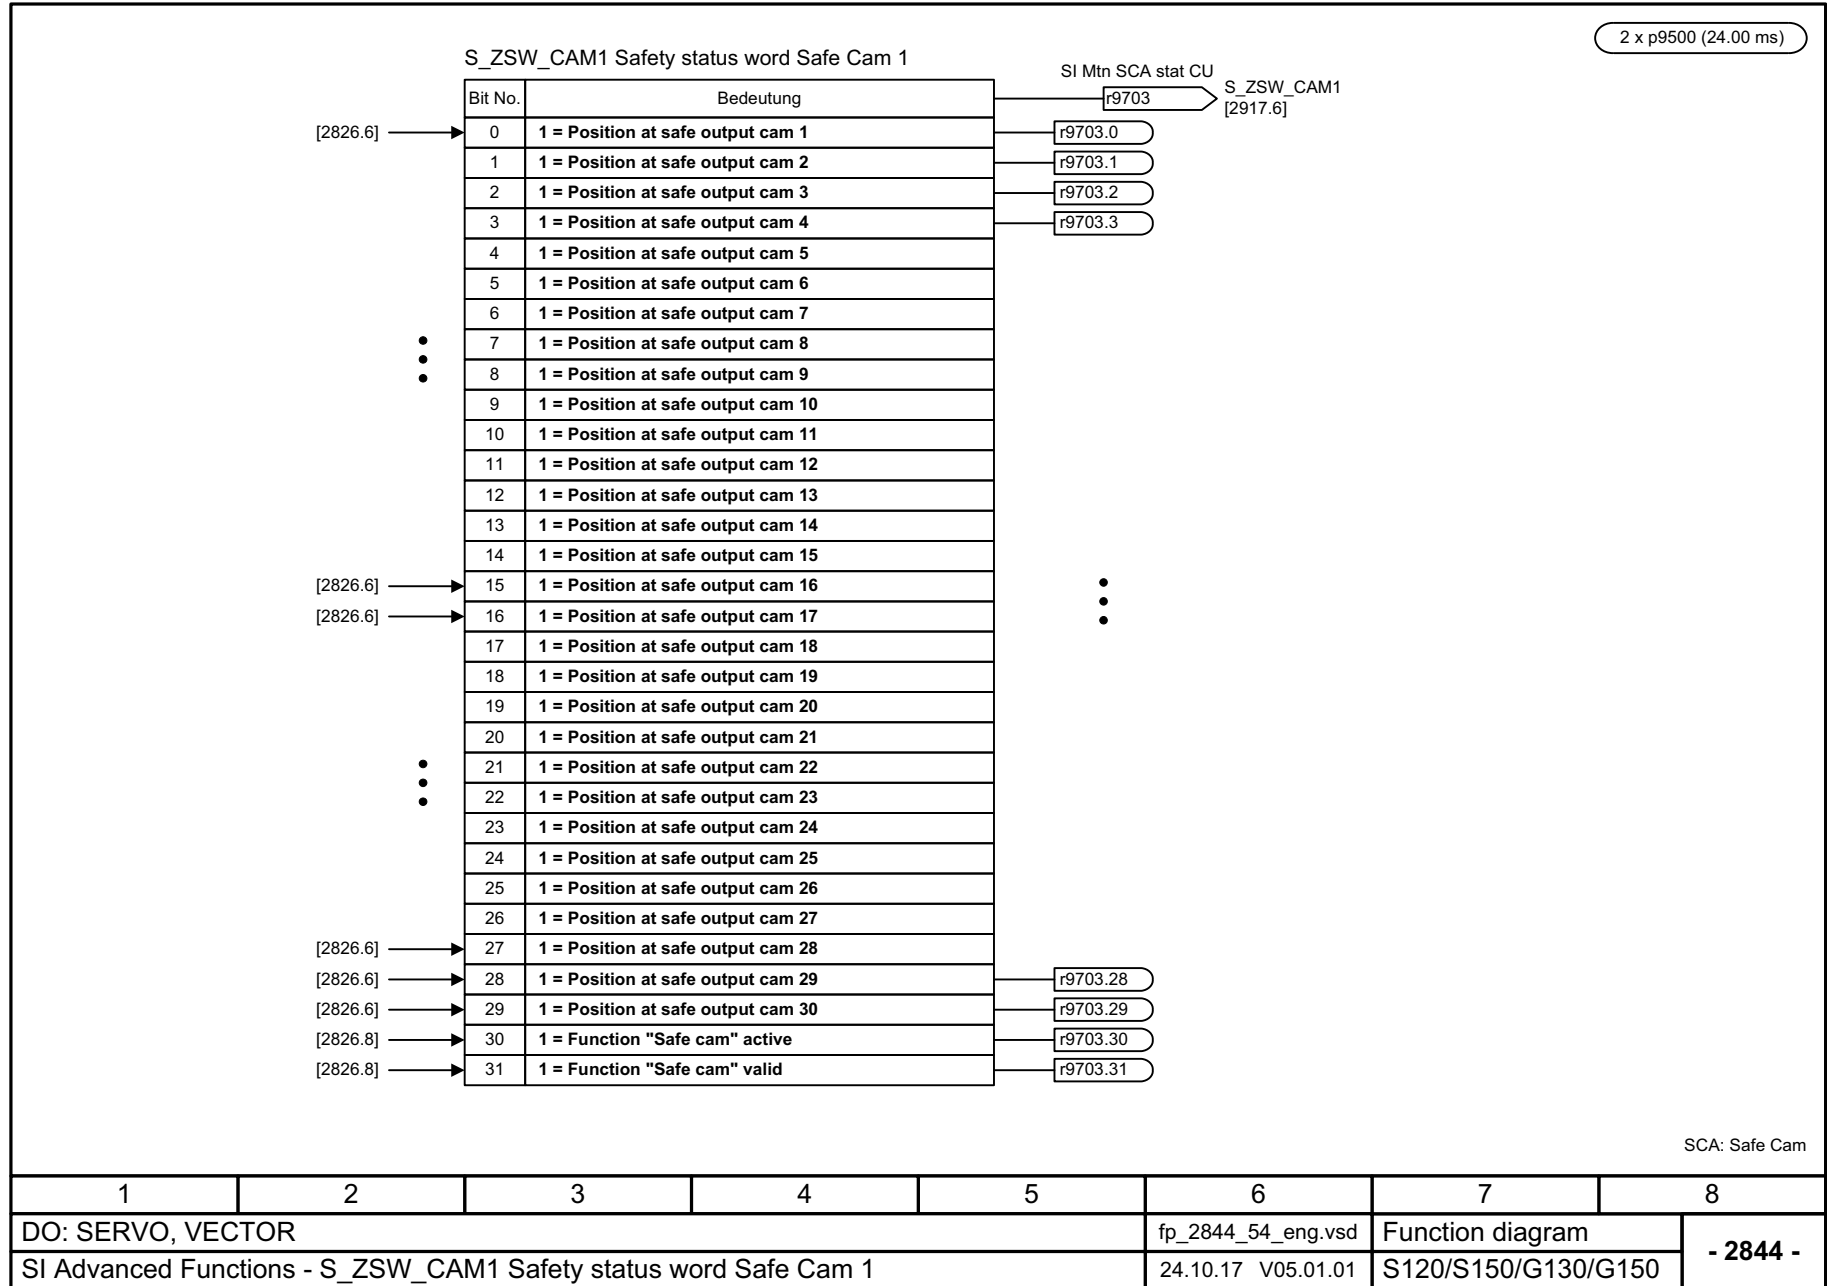 2 x p9500 (24.00 ms)
S_ZSW_CAM1 Safety status word Safe Cam 1
SI Mtn SCA stat CU
Bit No. Bedeutung r9703 S_ZSW_CAM1
[2917.6]
[2826.6] 0 1 = Position at safe output cam 1 r9703.0
1 1 = Position at safe output cam 2 r9703.1
2 1 = Position at safe output cam 3 r9703.2
3 1 = Position at safe output cam 4 r9703.3
4 1 = Position at safe output cam 5
5 1 = Position at safe output cam 6
6 1 = Position at safe output cam 7
7 1 = Position at safe output cam 8
8 1 = Position at safe output cam 9
9 1 = Position at safe output cam 10
10 1 = Position at safe output cam 11
11 1 = Position at safe output cam 12
12 1 = Position at safe output cam 13
13 1 = Position at safe output cam 14
14 1 = Position at safe output cam 15
[2826.6] 15 1 = Position at safe output cam 16
[2826.6] 16 1 = Position at safe output cam 17
17 1 = Position at safe output cam 18
18 1 = Position at safe output cam 19
19 1 = Position at safe output cam 20
20 1 = Position at safe output cam 21
21 1 = Position at safe output cam 22
22 1 = Position at safe output cam 23
23 1 = Position at safe output cam 24
24 1 = Position at safe output cam 25
25 1 = Position at safe output cam 26
26 1 = Position at safe output cam 27
[2826.6] 27 1 = Position at safe output cam 28
[2826.6] 28 1 = Position at safe output cam 29 r9703.28
[2826.6] 29 1 = Position at safe output cam 30 r9703.29
[2826.8] 30 1 = Function "Safe cam" active r9703.30
[2826.8] 31 1 = Function "Safe cam" valid r9703.31
SCA: Safe Cam
1 2 3 4 5 6 7 8
DO: SERVO, VECTOR fp_2844_54_eng.vsd Function diagram
- 2844 -
SI Advanced Functions - S_ZSW_CAM1 Safety status word Safe Cam 1 24.10.17 V05.01.01 S120/S150/G130/G150